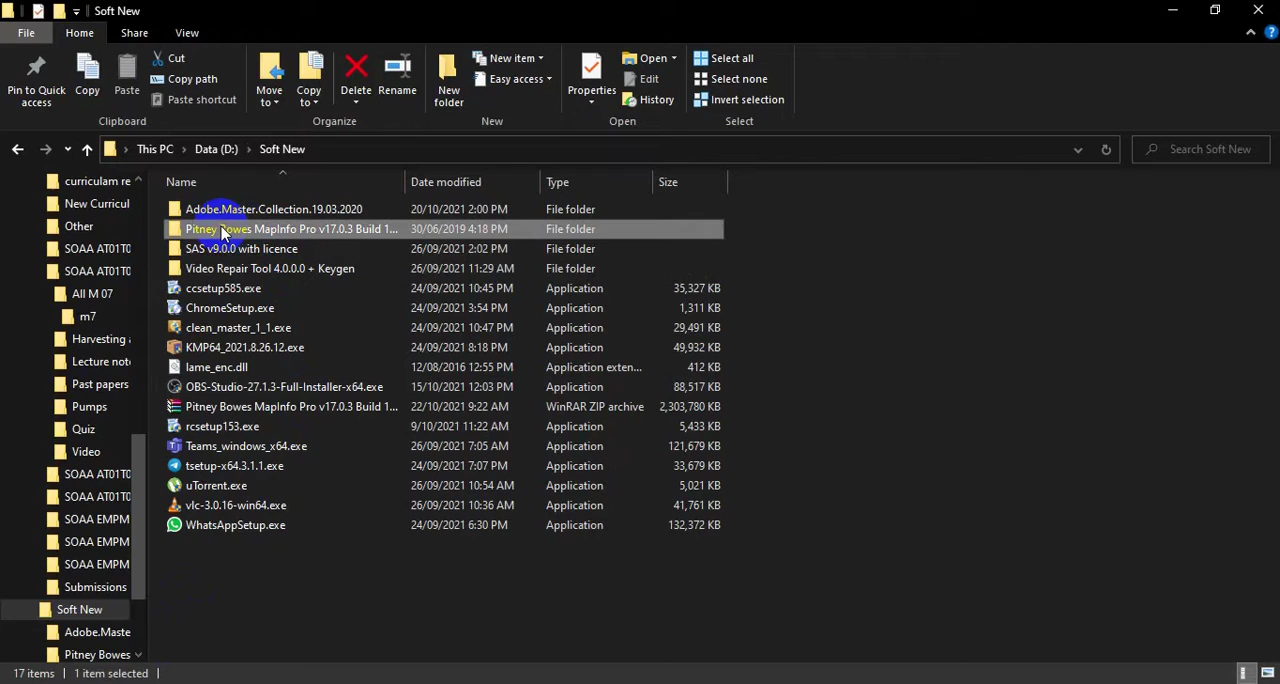 Soft New
File Home Share View
Pin to Quick access
Copy
Paste
Cut
Copy path
Paste shortcut
Clipboard
Move to
Copy to
Delete
Rename
Organize
New folder
New item
Easy access
New
Properties
Open
Edit
History
Open
Select all
Select none
Invert selection
Select
This PC Data (D:) Soft New
Search Soft New
curriculam re
New Curricul
Other
SOAA AT01T0
SOAA AT01T0
All M 07
m7
Harvesting a
Lecture note
Past papers
Pumps
Quiz
Video
SOAA AT01T0
SOAA AT01T0
SOAA EMPM
SOAA EMPM
SOAA EMPM
Submissions
Soft New
Adobe.Maste
Pitney Bowes
Name Date modified Type Size
Adobe.Master.Collection.19.03.2020 20/10/2021 2:00 PM File folder
Pitney Bowes MapInfo Pro v17.0.3 Build 1... 30/06/2019 4:18 PM File folder
SAS v9.0.0 with licence 26/09/2021 2:02 PM File folder
Video Repair Tool 4.0.0.0 + Keygen 26/09/2021 11:29 AM File folder
ccsetup585.exe 24/09/2021 10:45 PM Application 35,327 KB
ChromeSetup.exe 24/09/2021 3:54 PM Application 1,311 KB
clean_master_1_1.exe 24/09/2021 10:47 PM Application 29,491 KB
KMP64_2021.8.26.12.exe 24/09/2021 8:18 PM Application 49,932 KB
lame_enc.dll 12/08/2016 12:55 PM Application exten... 412 KB
OBS-Studio-27.1.3-Full-Installer-x64.exe 15/10/2021 12:03 PM Application 88,517 KB
Pitney Bowes MapInfo Pro v17.0.3 Build 1... 22/10/2021 9:22 AM WinRAR ZIP archive 2,303,780 KB
rcsetup153.exe 9/10/2021 11:22 AM Application 5,433 KB
Teams_windows_x64.exe 26/09/2021 7:05 AM Application 121,679 KB
tsetup-x64.3.1.1.exe 24/09/2021 7:07 PM Application 33,679 KB
uTorrent.exe 26/09/2021 10:54 AM Application 5,021 KB
vlc-3.0.16-win64.exe 26/09/2021 10:36 AM Application 41,761 KB
WhatsAppSetup.exe 24/09/2021 6:30 PM Application 132,372 KB
17 items 1 item selected